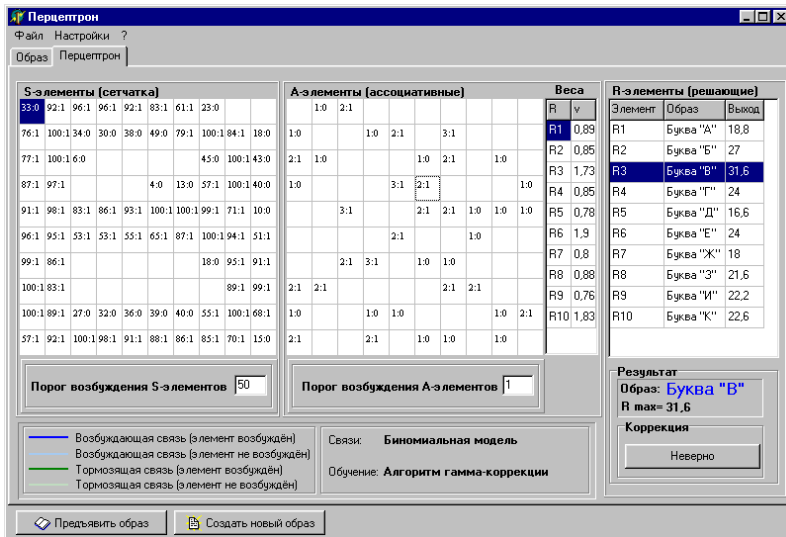 Перцептрон
Файл Настройки ?
Образ Перцептрон
S-элементы (сетчатка)
33:0 92:1 96:1 96:1 92:1 83:1 61:1 23:0
76:1 100:1 34:0 30:0 38:0 49:0 79:1 100:1 84:1 18:0
77:1 100:1 6:0 45:0 100:1 43:0
87:1 97:1 4:0 13:0 57:1 100:1 40:0
91:1 98:1 83:1 86:1 93:1 100:1 100:1 99:1 71:1 10:0
96:1 95:1 53:1 53:1 55:1 65:1 87:1 100:1 94:1 51:1
99:1 86:1 18:0 95:1 91:1
100:1 83:1 89:1 99:1
100:1 89:1 27:0 32:0 36:0 39:0 40:0 55:1 100:1 68:1
57:1 92:1 100:1 98:1 91:1 88:1 86:1 85:1 70:1 15:0
Порог возбуждения S-элементов 50
A-элементы (ассоциативные)
1:0 2:1
1:0 1:0 2:1 3:1
2:1 1:0 1:0 2:1 1:0
1:0 3:1 2:1 1:0
3:1 2:1 2:1 1:0 1:0 1:0
2:1 1:0
2:1 3:1 1:0 1:0
2:1 2:1 2:1 2:1
1:0 1:0 1:0 1:0 2:1
2:1 2:1 1:0 1:0 1:0
Порог возбуждения A-элементов 1
Веса
R v
R1 0,89
R2 0,85
R3 1,73
R4 0,85
R5 0,78
R6 1,9
R7 0,8
R8 0,88
R9 0,76
R10 1,83
R-элементы (решающие)
Элемент Образ Выход
R1 Буква "А" 18,8
R2 Буква "Б" 27
R3 Буква "В" 31,6
R4 Буква "Г" 24
R5 Буква "Д" 16,6
R6 Буква "Е" 24
R7 Буква "Ж" 18
R8 Буква "З" 21,6
R9 Буква "И" 22,2
R10 Буква "К" 22,6
Результат
Образ: Буква "В"
R max= 31,6
Коррекция
Неверно
Возбуждающая связь (элемент возбуждён)
Возбуждающая связь (элемент не возбуждён)
Тормозящая связь (элемент возбуждён)
Тормозящая связь (элемент не возбуждён)
Связи: Биномиальная модель
Обучение: Алгоритм гамма-коррекции
Предъявить образ Создать новый образ